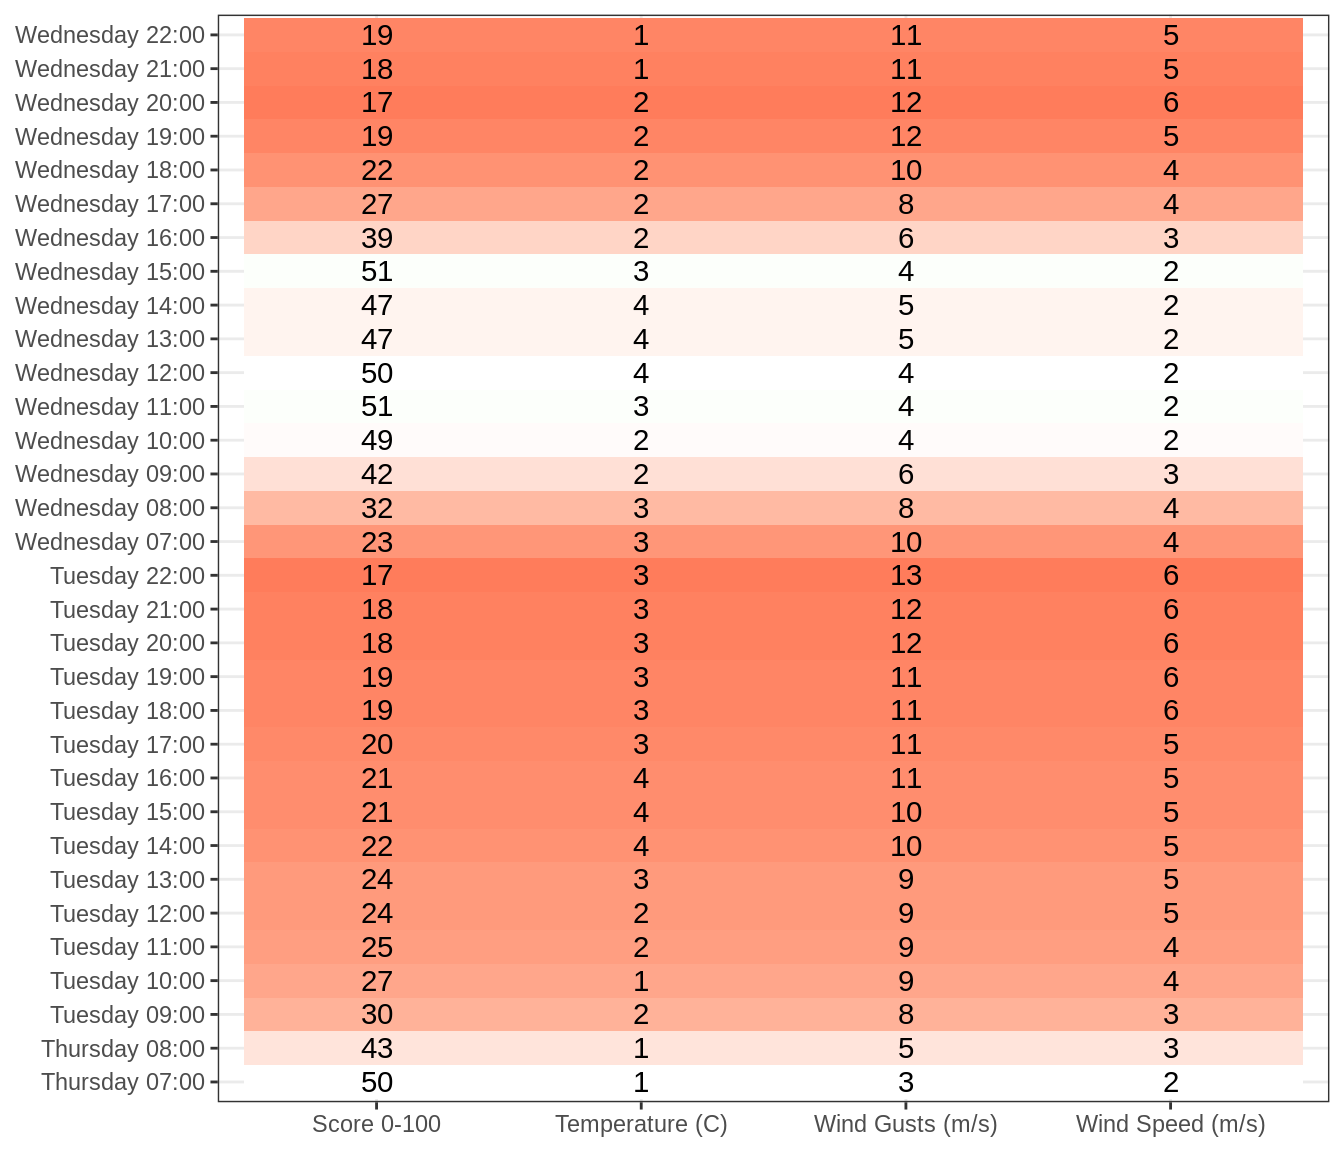 Wednesday 22:00 19 1 11 5
Wednesday 21:00 18 1 11 5
Wednesday 20:00 17 2 12 6
Wednesday 19:00 19 2 12 5
Wednesday 18:00 22 2 10 4
Wednesday 17:00 27 2 8 4
Wednesday 16:00 39 2 6 3
Wednesday 15:00 51 3 4 2
Wednesday 14:00 47 4 5 2
Wednesday 13:00 47 4 5 2
Wednesday 12:00 50 4 4 2
Wednesday 11:00 51 3 4 2
Wednesday 10:00 49 2 4 2
Wednesday 09:00 42 2 6 3
Wednesday 08:00 32 3 8 4
Wednesday 07:00 23 3 10 4
Tuesday 22:00 17 3 13 6
Tuesday 21:00 18 3 12 6
Tuesday 20:00 18 3 12 6
Tuesday 19:00 19 3 11 6
Tuesday 18:00 19 3 11 6
Tuesday 17:00 20 3 11 5
Tuesday 16:00 21 4 11 5
Tuesday 15:00 21 4 10 5
Tuesday 14:00 22 4 10 5
Tuesday 13:00 24 3 9 5
Tuesday 12:00 24 2 9 5
Tuesday 11:00 25 2 9 4
Tuesday 10:00 27 1 9 4
Tuesday 09:00 30 2 8 3
Thursday 08:00 43 1 5 3
Thursday 07:00 50 1 3 2
Score 0-100 Temperature (C) Wind Gusts (m/s) Wind Speed (m/s)